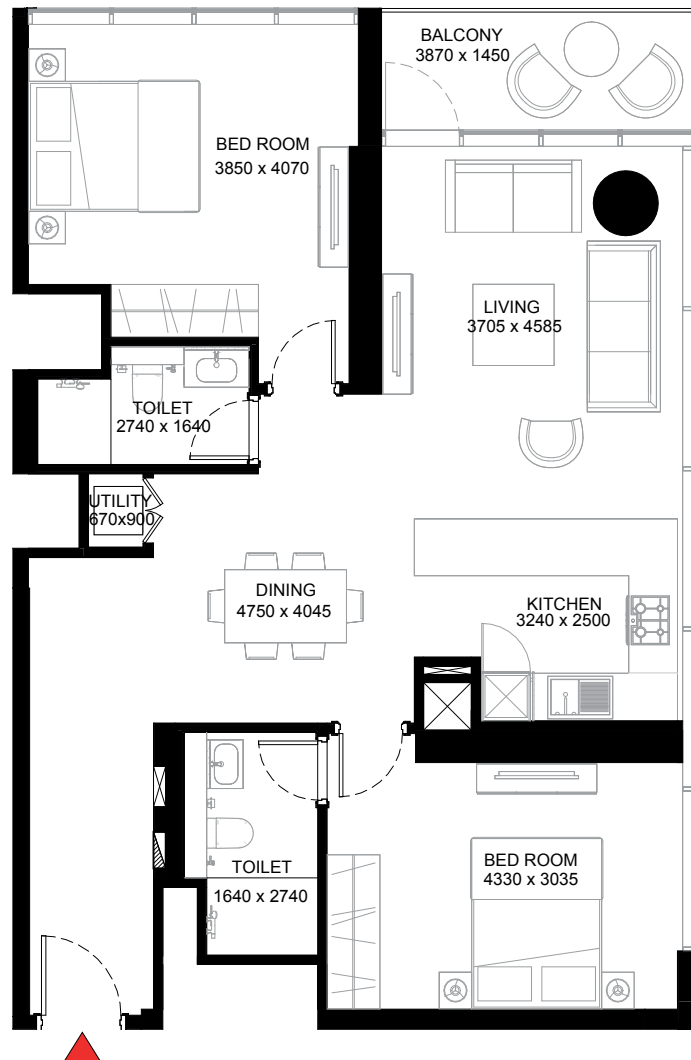 BALCONY
3870 x 1450
BED ROOM
3850 x 4070
LIVING
3705 x 4585
TOILET
2740 x 1640
UTILITY
670x900
DINING
4750 x 4045
KITCHEN
3240 x 2500
TOILET
1640 x 2740
BED ROOM
4330 x 3035